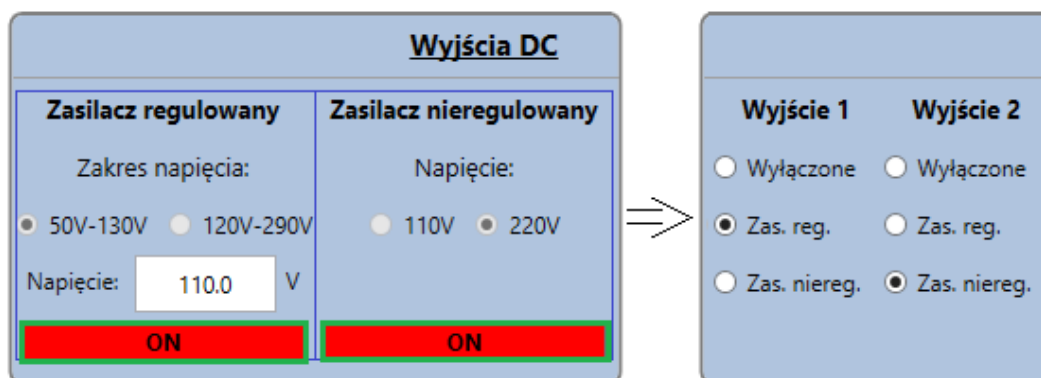 Wyjścia DC
Zasilacz regulowany
Zakres napięcia:
50V-130V 120V-290V
Napięcie: 110.0 V
ON
Zasilacz nieregulowany
Napięcie:
110V 220V
ON
Wyjście 1
Wyłączone
Zas. reg.
Zas. niereg.
Wyjście 2
Wyłączone
Zas. reg.
Zas. niereg.